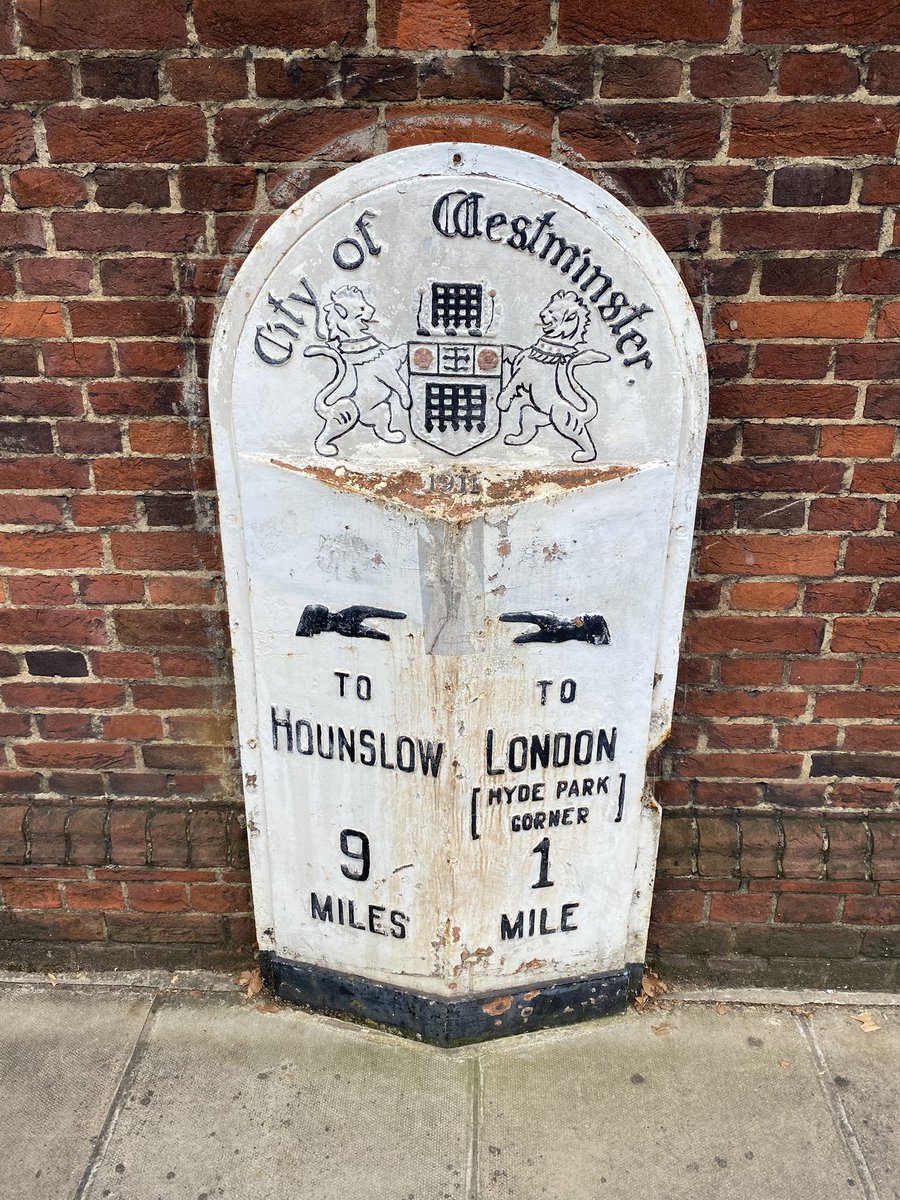 City of Westminster.
1911
TO
HOUNSLOW
9
MILES
TO
LONDON
[HYDE PARK
CORNER]
1
MILE